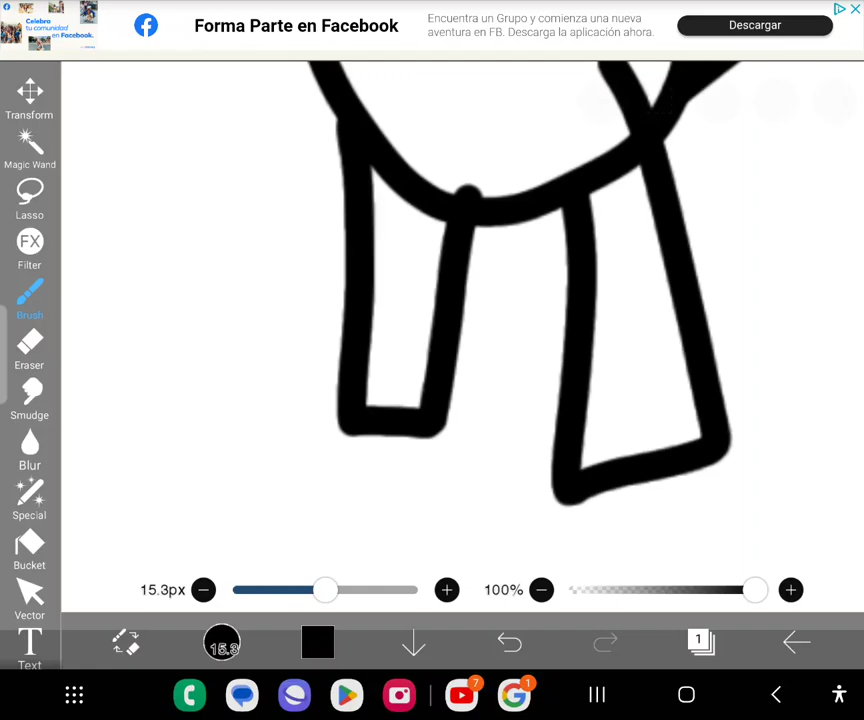 Celebra
tu comunidad
en Facebook.
Forma Parte en Facebook
Encuentra un Grupo y comienza una nueva
aventura en FB. Descarga la aplicación ahora.
Descargar
Transform
Magic Wand
Lasso
FX
Filter
Brush
Eraser
Smudge
Blur
Special
Bucket
Vector
T
Text
15.3px
100%
15.3
1
7
1